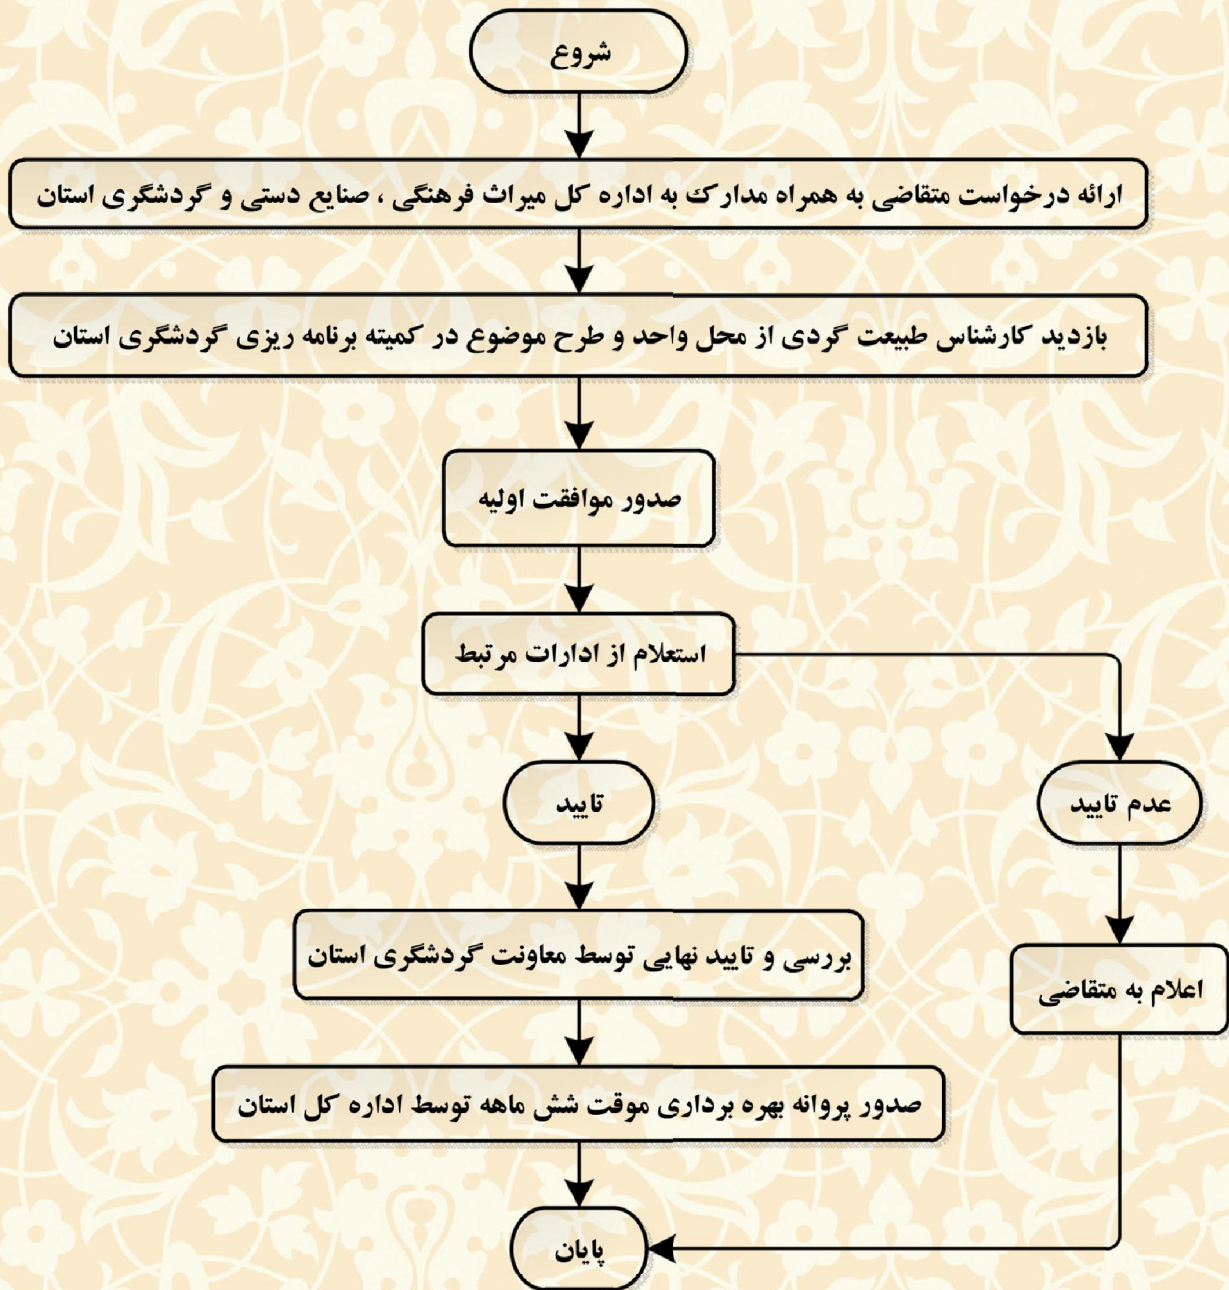 شروع
ارائه درخواست متقاضی به همراه مدارک به اداره کل میراث فرهنگی ، صنایع دستی و گردشگری استان
بازدید کارشناس طبیعت گردی از محل واحد و طرح موضوع در کمیته برنامه ریزی گردشگری استان
صدور موافقت اولیه
استعلام از ادارات مرتبط
تایید
عدم تایید
بررسی و تایید نهایی توسط معاونت گردشگری استان
اعلام به متقاضی
صدور پروانه بهره برداری موقت شش ماهه توسط اداره کل استان
پایان